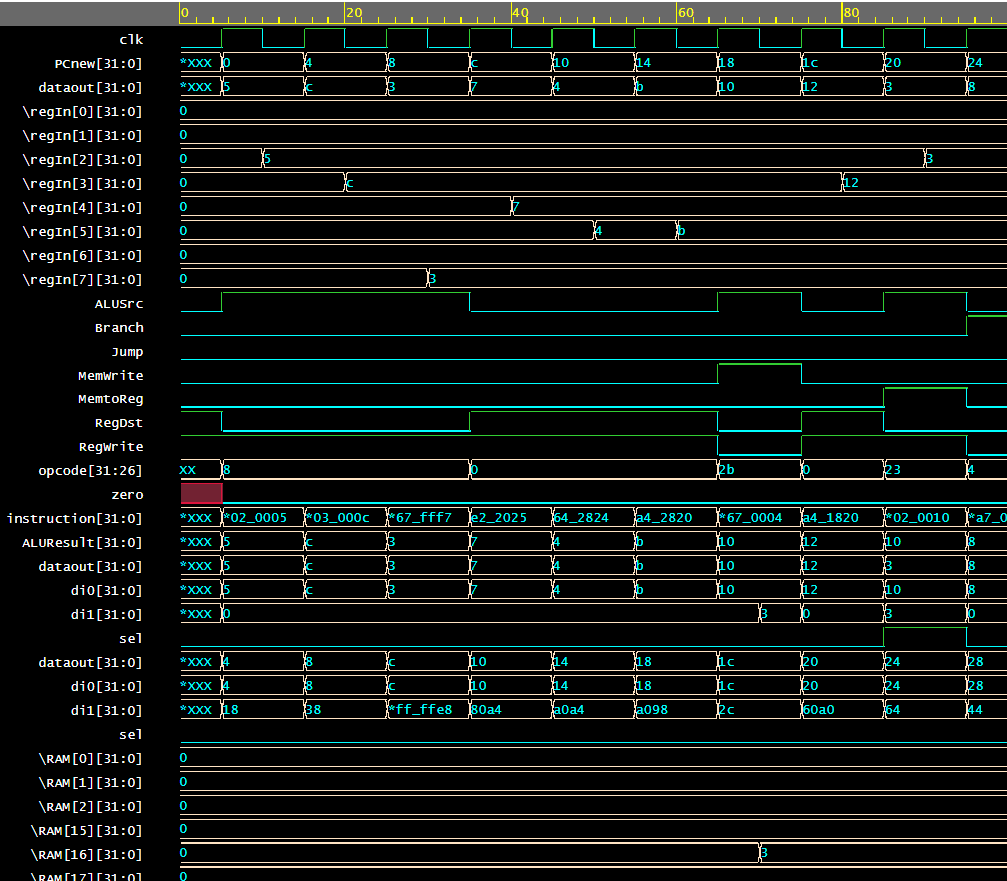 0 20 40 60 80
clk
PCnew[31:0] *XXX 0 4 8 c 10 14 18 1c 20 24
dataout[31:0] *XXX 5 c 3 7 4 b 10 12 3 8
\regIn[0][31:0] 0
\regIn[1][31:0] 0
\regIn[2][31:0] 0 5 3
\regIn[3][31:0] 0 c 12
\regIn[4][31:0] 0 7
\regIn[5][31:0] 0 4 b
\regIn[6][31:0] 0
\regIn[7][31:0] 0 3
ALUSrc
Branch
Jump
MemWrite
MemtoReg
RegDst
RegWrite
opcode[31:26] XX 8 0 2b 0 23 4
zero
instruction[31:0] *XXX *02_0005 *03_000c *67_fff7 e2_2025 64_2824 a4_2820 *67_0004 a4_1820 *02_0010 *a7_0
ALUResult[31:0] *XXX 5 c 3 7 4 b 10 12 10 8
dataout[31:0] *XXX 5 c 3 7 4 b 10 12 3 8
di0[31:0] *XXX 5 c 3 7 4 b 10 12 10 8
di1[31:0] *XXX 0 3 0 3 0
sel
dataout[31:0] *XXX 4 8 c 10 14 18 1c 20 24 28
di0[31:0] *XXX 4 8 c 10 14 18 1c 20 24 28
di1[31:0] *XXX 18 38 *ff_ffe8 80a4 a0a4 a098 2c 60a0 64 44
sel
\RAM[0][31:0] 0
\RAM[1][31:0] 0
\RAM[2][31:0] 0
\RAM[15][31:0] 0
\RAM[16][31:0] 0 3
\RAM[17][31:0] 0